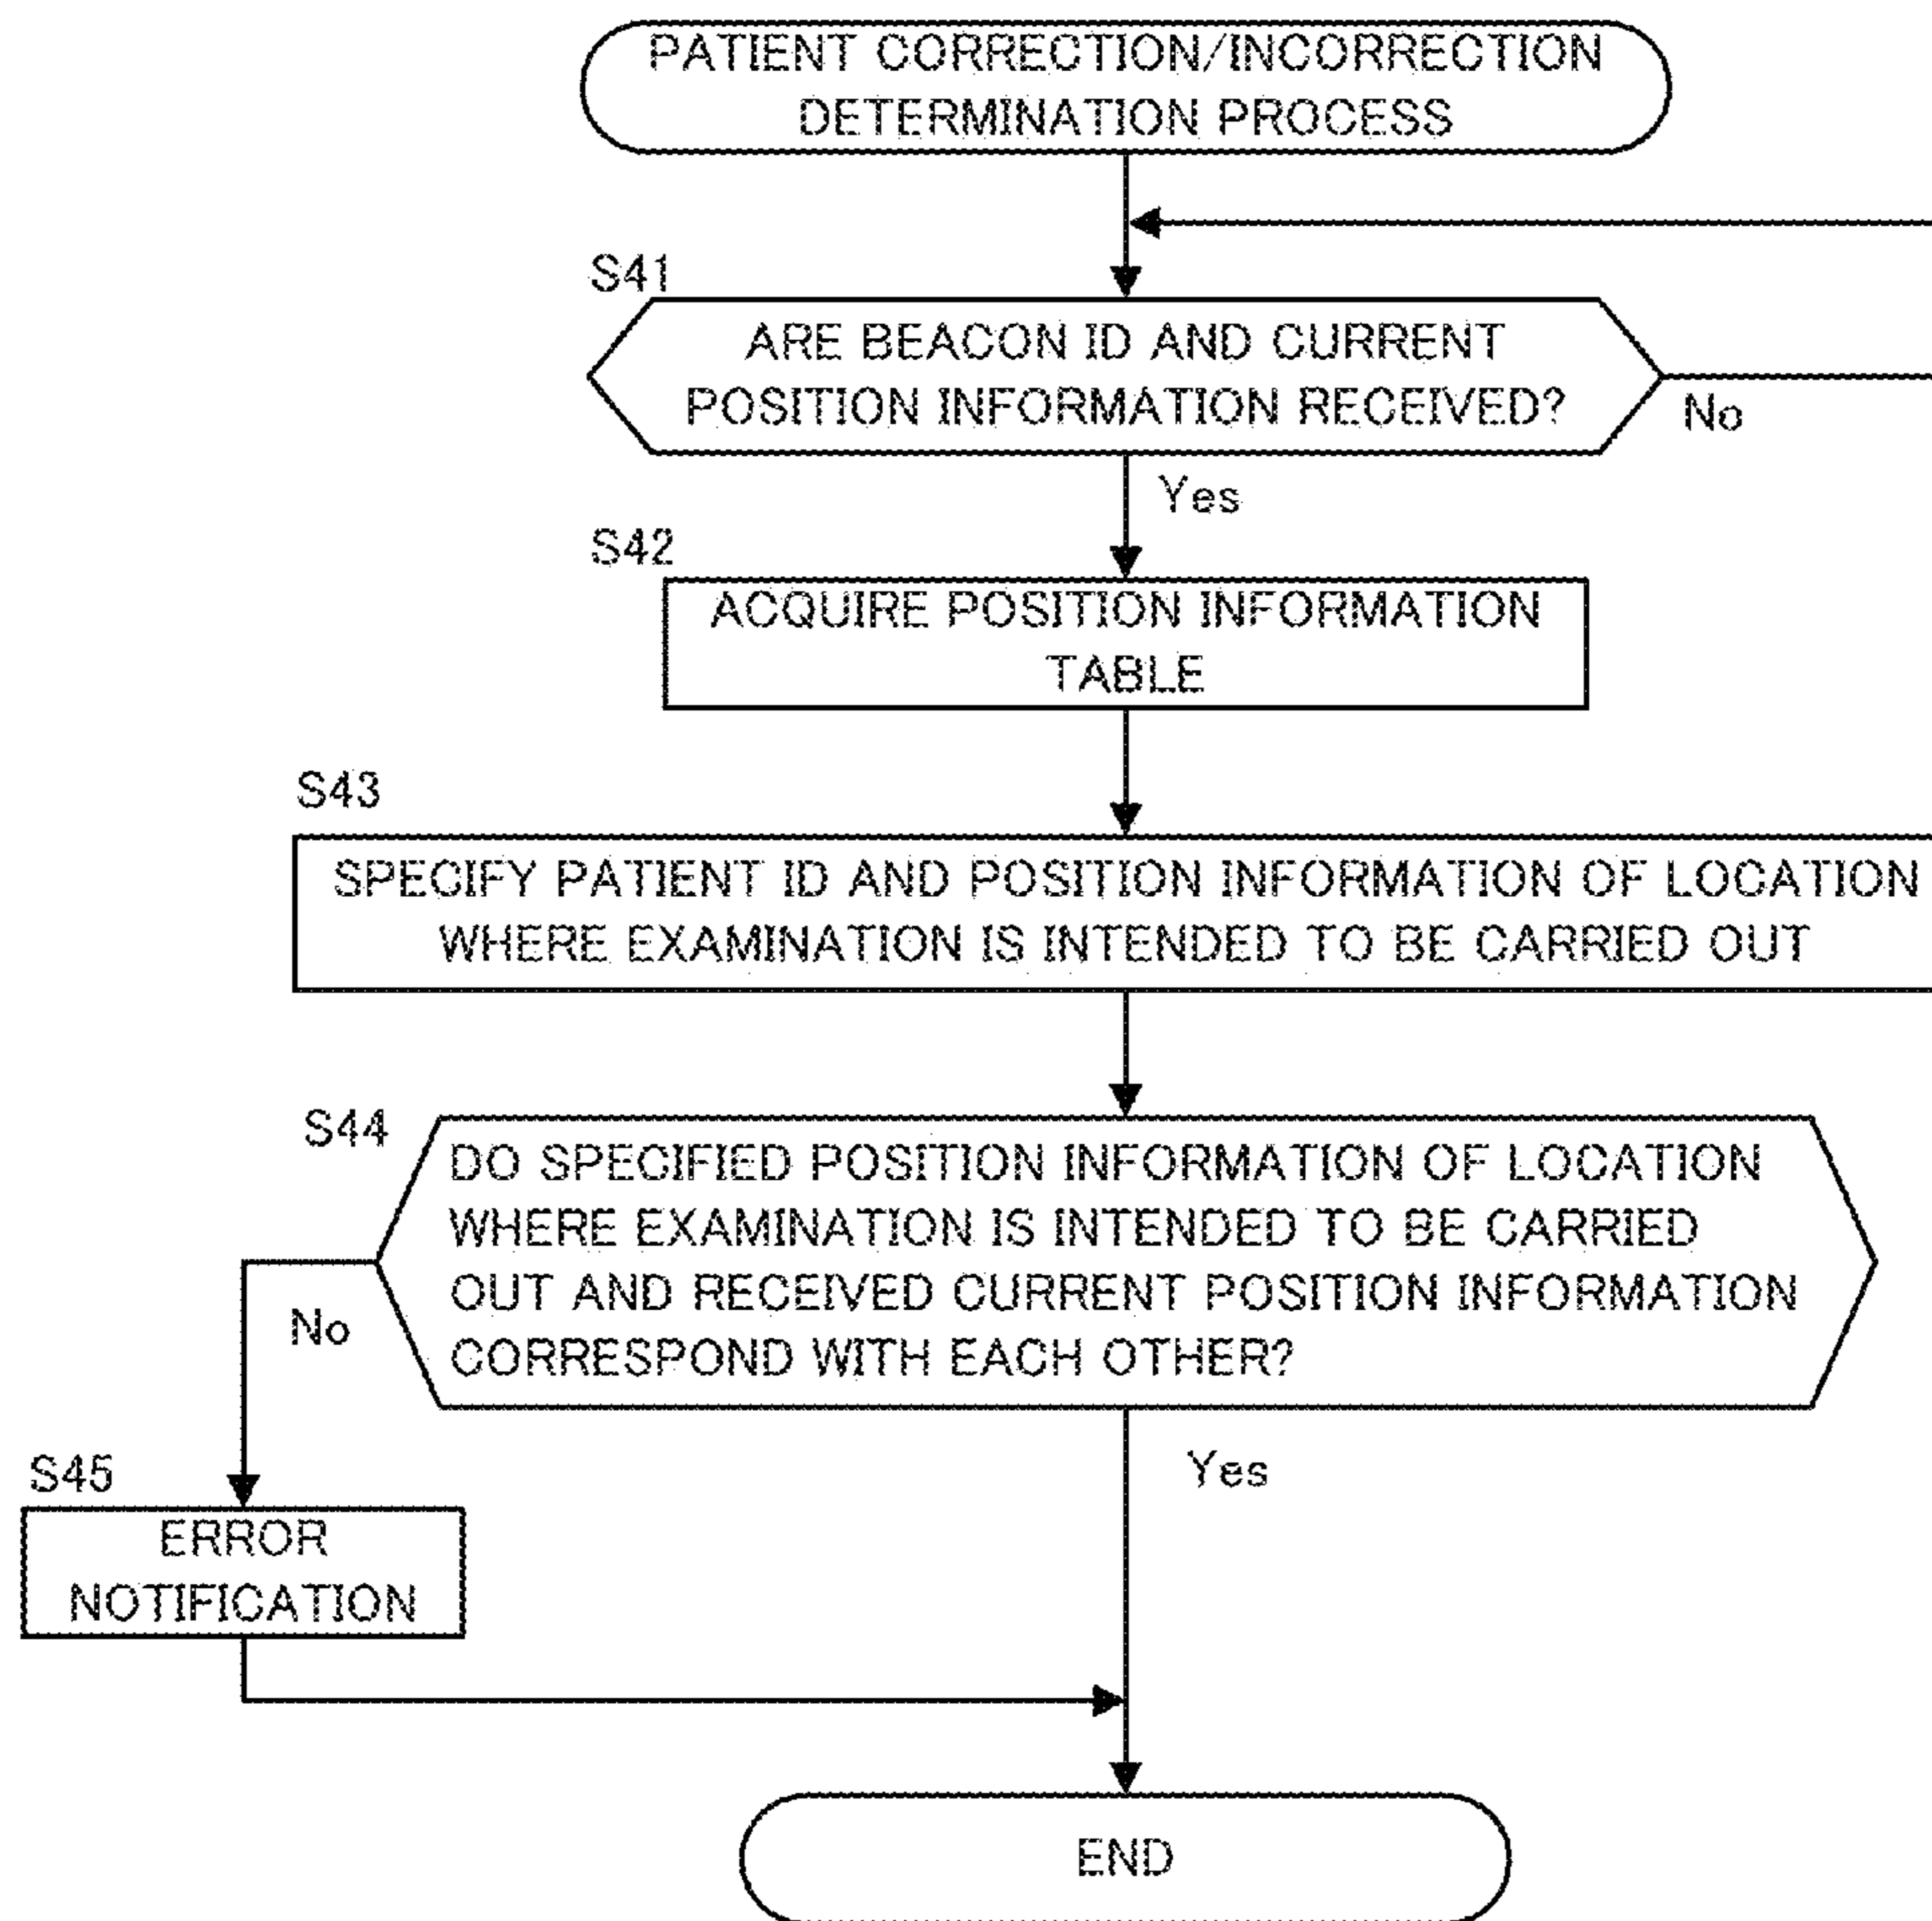 PATIENT CORRECTION/INCORRECTION
DETERMINATION PROCESS
S41
ARE BEACON ID AND CURRENT
POSITION INFORMATION RECEIVED?
No
Yes
S42
ACQUIRE POSITION INFORMATION
TABLE
S43
SPECIFY PATIENT ID AND POSITION INFORMATION OF LOCATION
WHERE EXAMINATION IS INTENDED TO BE CARRIED OUT
S44
DO SPECIFIED POSITION INFORMATION OF LOCATION
WHERE EXAMINATION IS INTENDED TO BE CARRIED
OUT AND RECEIVED CURRENT POSITION INFORMATION
CORRESPOND WITH EACH OTHER?
No
Yes
S45
ERROR
NOTIFICATION
END